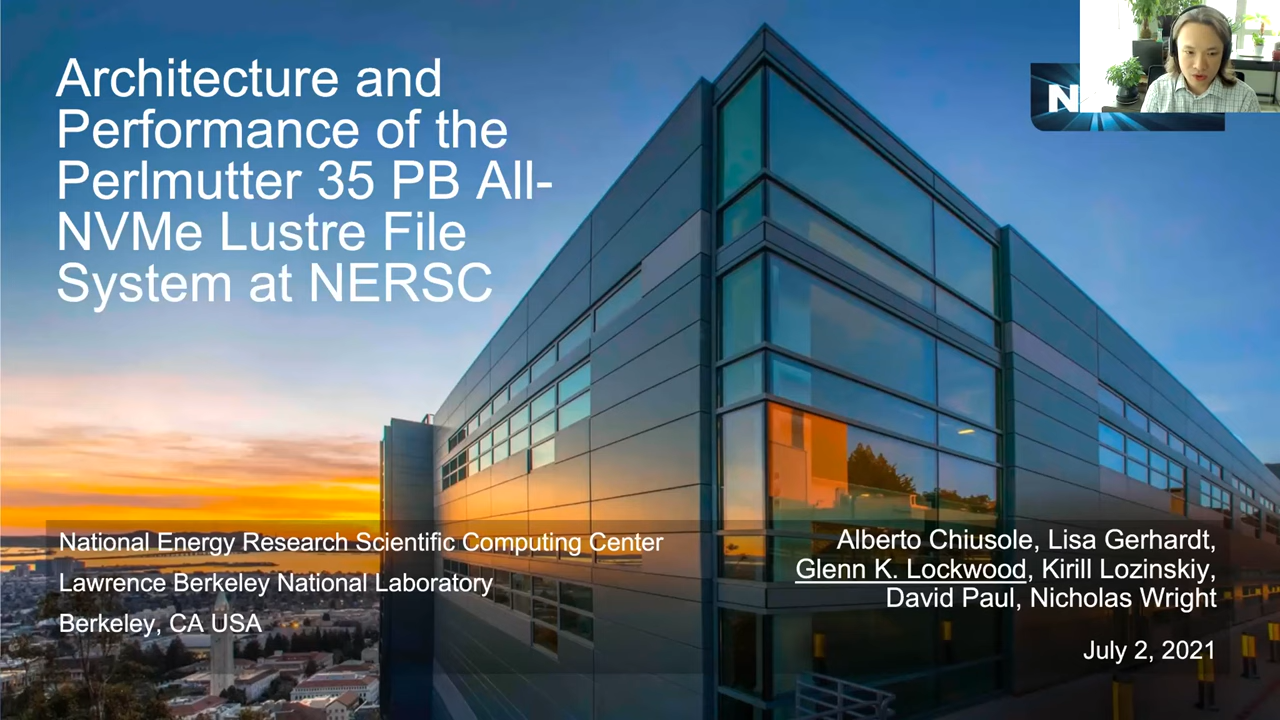 Architecture and
Performance of the
Perlmutter 35 PB All-
NVMe Lustre File
System at NERSC
National Energy Research Scientific Computing Center
Lawrence Berkeley National Laboratory
Berkeley, CA USA
Alberto Chiusole, Lisa Gerhardt,
Glenn K. Lockwood, Kirill Lozinskiy,
David Paul, Nicholas Wright
July 2, 2021